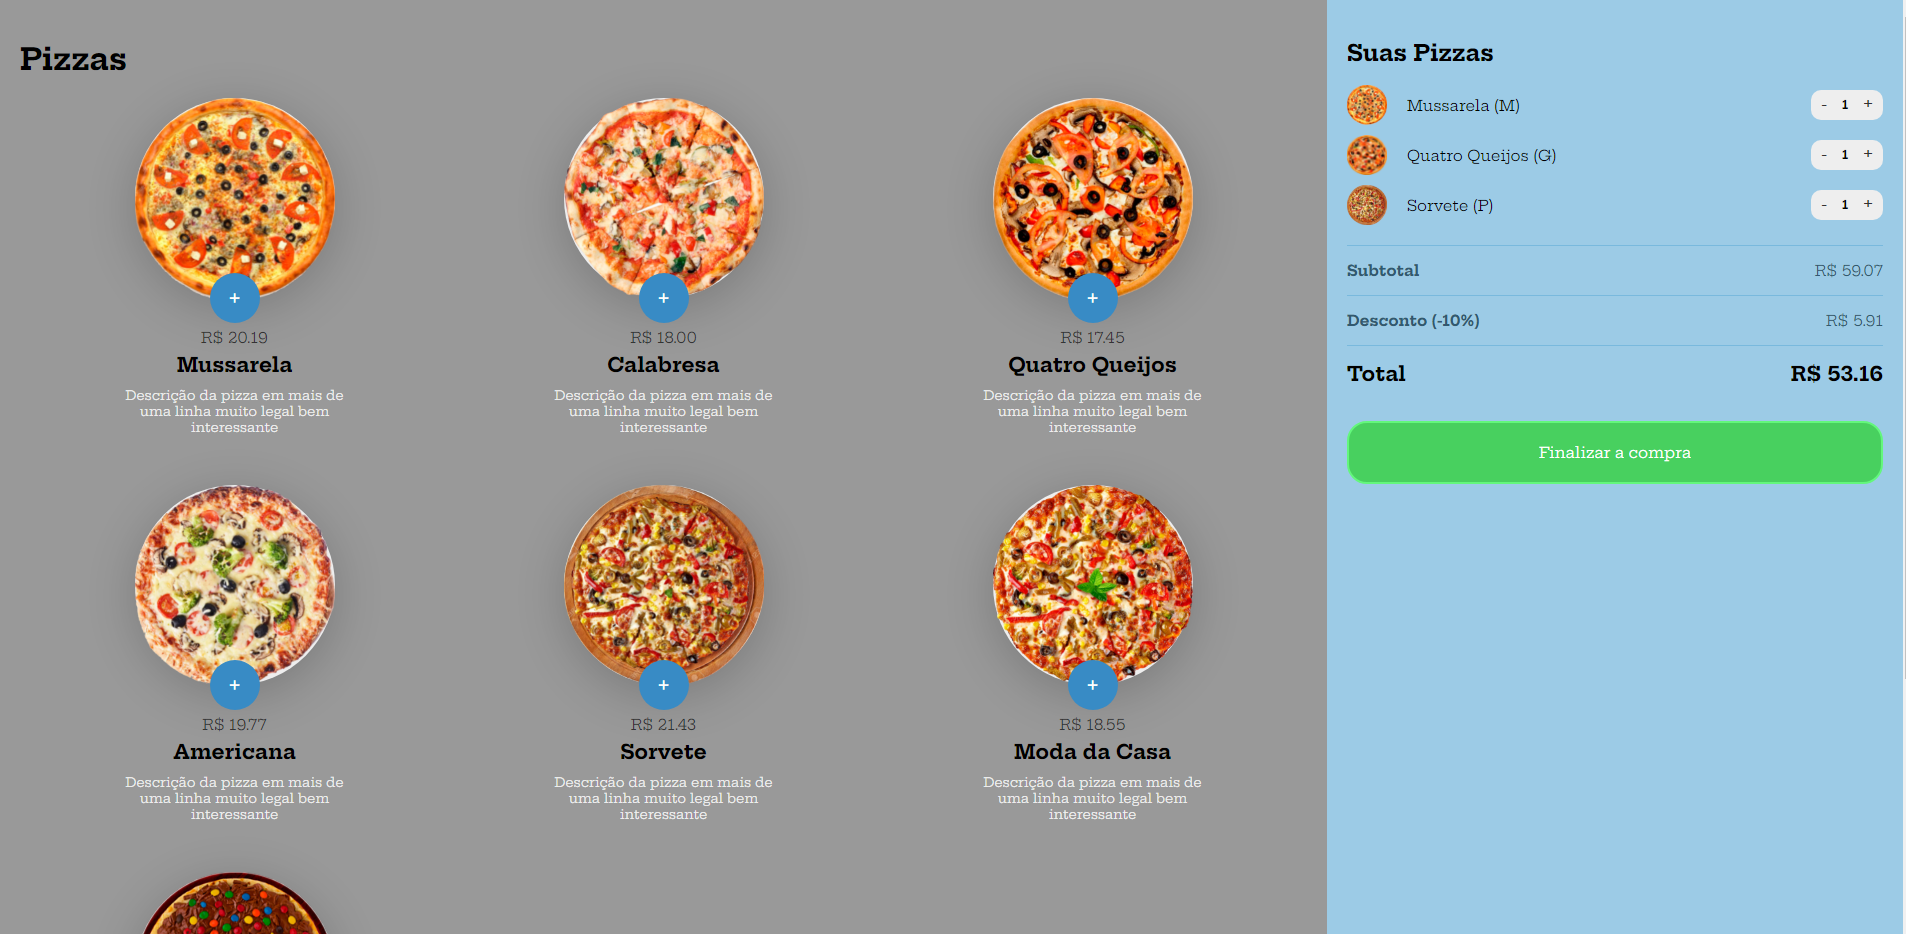 Pizzas
+
+
+
R$ 20.19
R$ 18.00
R$ 17.45
Mussarela
Calabresa
Quatro Queijos
Descrição da pizza em mais de
uma linha muito legal bem
interessante
Descrição da pizza em mais de
uma linha muito legal bem
interessante
Descrição da pizza em mais de
uma linha muito legal bem
interessante
+
+
+
R$ 19.77
R$ 21.43
R$ 18.55
Americana
Sorvete
Moda da Casa
Descrição da pizza em mais de
uma linha muito legal bem
interessante
Descrição da pizza em mais de
uma linha muito legal bem
interessante
Descrição da pizza em mais de
uma linha muito legal bem
interessante
Suas Pizzas
Mussarela (M) - 1 +
Quatro Queijos (G) - 1 +
Sorvete (P) - 1 +
Subtotal R$ 59.07
Desconto (-10%) R$ 5.91
Total R$ 53.16
Finalizar a compra